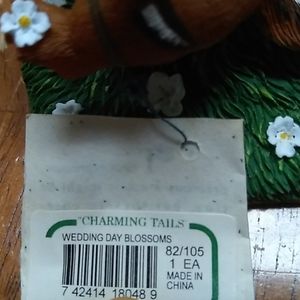 "CHARMING TAILS"
WEDDING DAY BLOSSOMS
82/105
1 EA
MADE IN
CHINA
7 42414 18048 9